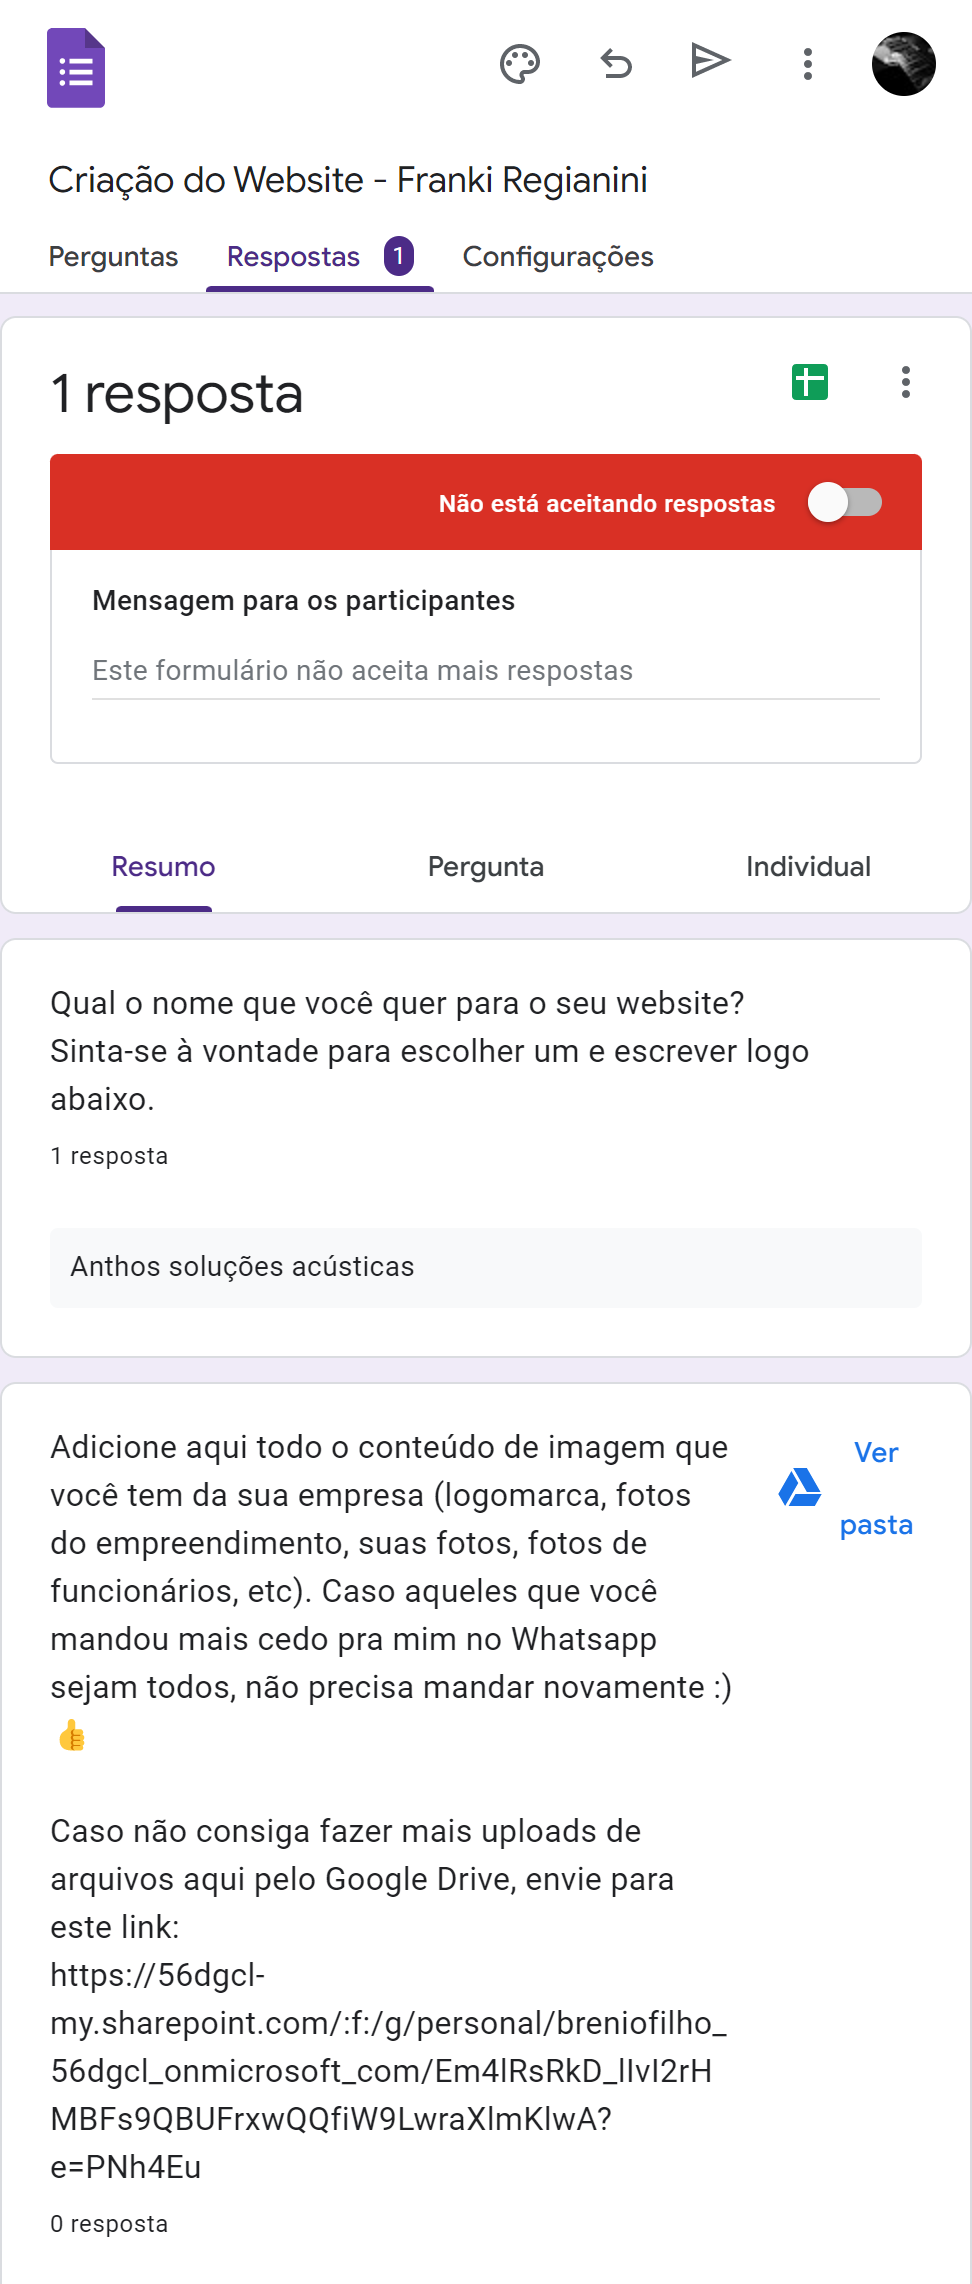 Criação do Website - Franki Regianini
Perguntas Respostas 1 Configurações
1 resposta
Não está aceitando respostas
Mensagem para os participantes
Este formulário não aceita mais respostas
Resumo Pergunta Individual
Qual o nome que você quer para o seu website?
Sinta-se à vontade para escolher um e escrever logo
abaixo.
1 resposta
Anthos soluções acústicas
Adicione aqui todo o conteúdo de imagem que
você tem da sua empresa (logomarca, fotos
do empreendimento, suas fotos, fotos de
funcionários, etc). Caso aqueles que você
mandou mais cedo pra mim no Whatsapp
sejam todos, não precisa mandar novamente :)
👍
Ver
pasta
Caso não consiga fazer mais uploads de
arquivos aqui pelo Google Drive, envie para
este link:
https://56dgcl-
my.sharepoint.com/:f:/g/personal/breniofilho_
56dgcl_onmicrosoft_com/Em4lRsRkD_lIvI2rH
MBFs9QBUFrxwQQfiW9LwraXlmKlwA?
e=PNh4Eu
0 resposta